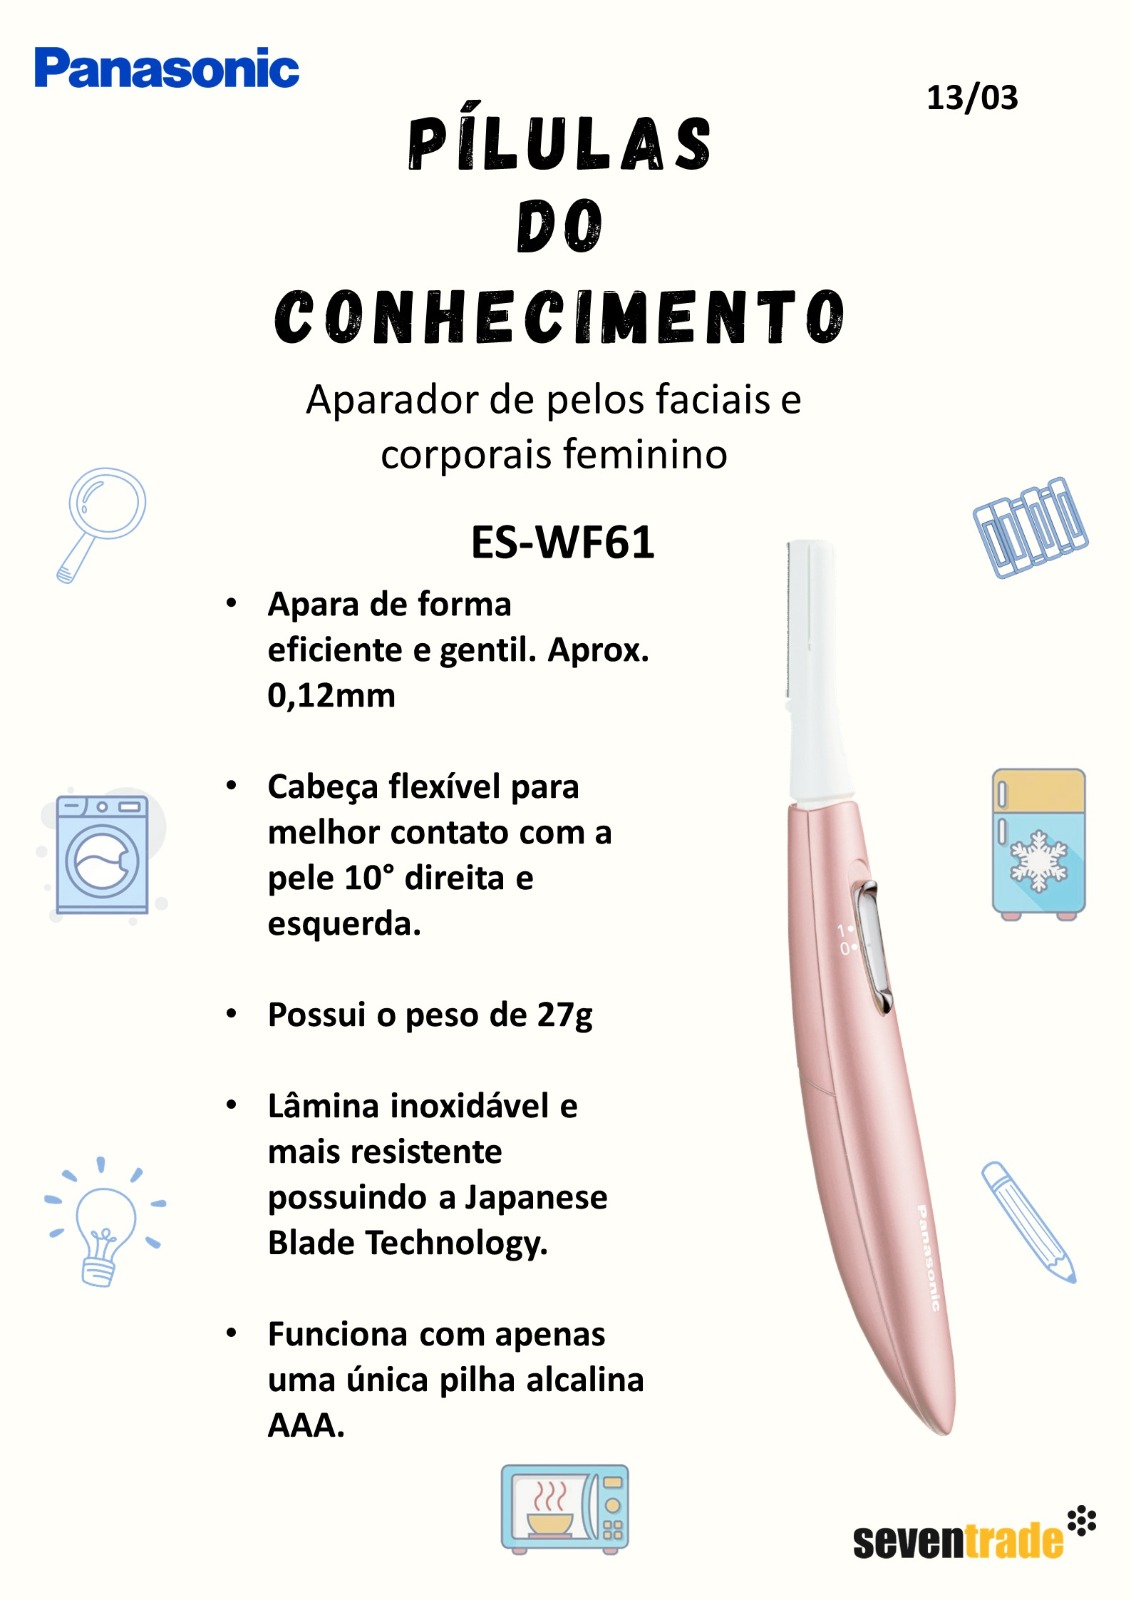 Panasonic
13/03
PÍLULAS
DO
CONHECIMENTO
Aparador de pelos faciais e
corporais feminino
ES-WF61
• Apara de forma
eficiente e gentil. Aprox.
0,12mm
• Cabeça flexível para
melhor contato com a
pele 10° direita e
esquerda.
• Possui o peso de 27g
• Lâmina inoxidável e
mais resistente
possuindo a Japanese
Blade Technology.
• Funciona com apenas
uma única pilha alcalina
AAA.
1•
0•
Panasonic
seventrade